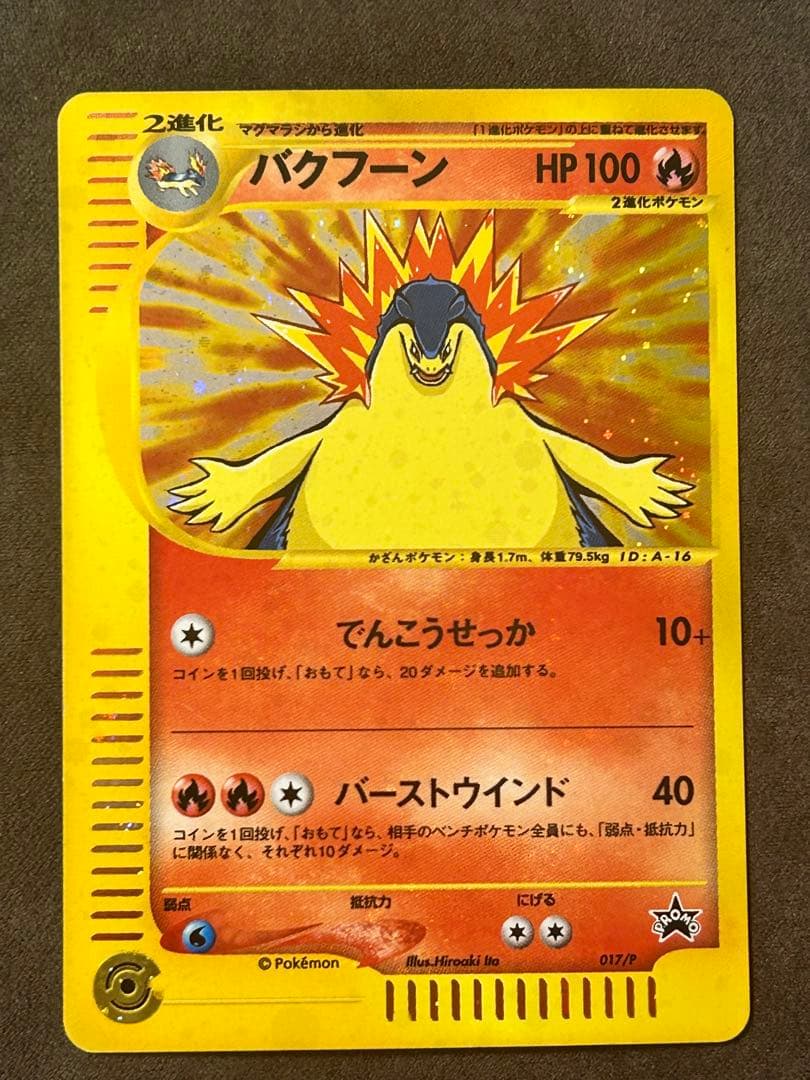 2進化 マグマラシから進化 「1進化ポケモン」の上に重ねて進化させます。
バクフーン HP 100
2進化ポケモン
かざんポケモン：身長1.7m、体重79.5kg ID:A-16
でんこうせっか 10+
コインを1回投げ、「おもて」なら、20ダメージを追加する。
バーストウインド 40
コインを1回投げ、「おもて」なら、相手のベンチポケモン全員にも、「弱点・抵抗力」
に関係なく、それぞれ10ダメージ。
弱点 抵抗力 にげる
PROMO
© Pokémon Illus.Hiroaki Ito 017/P